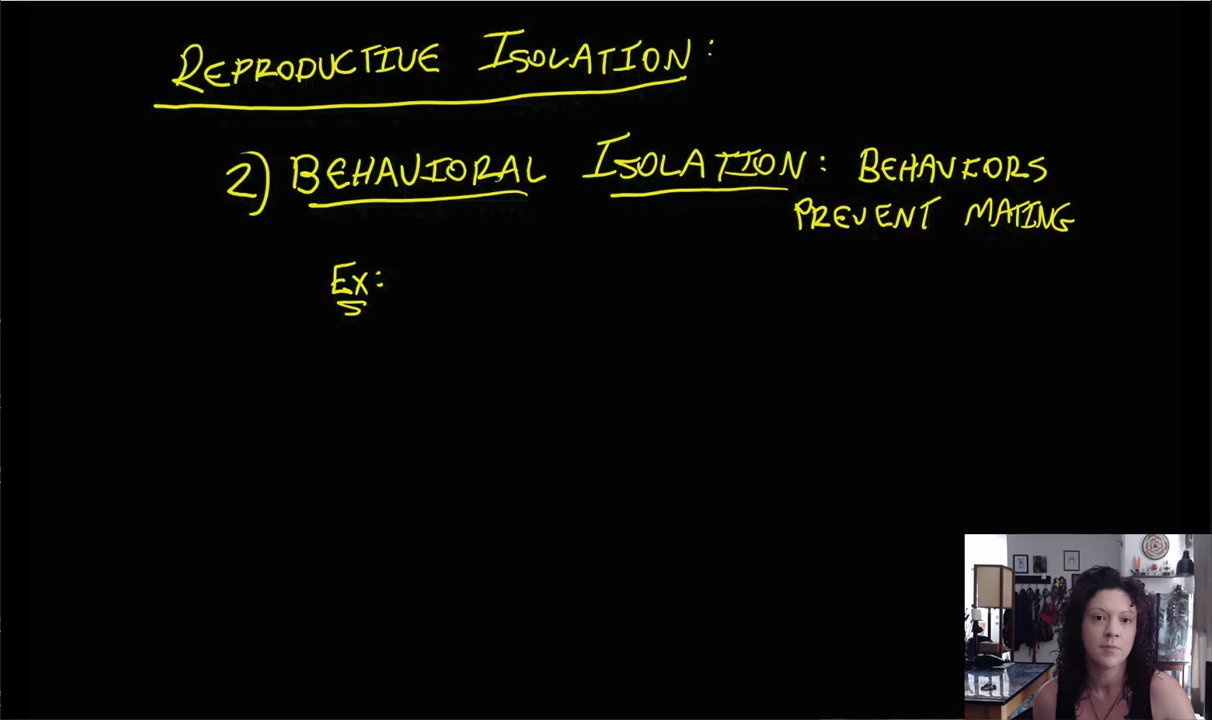 REPRODUCTIVE ISOLATION:
2) BEHAVIORAL ISOLATION: BEHAVIORS
PREVENT MATING
Ex: